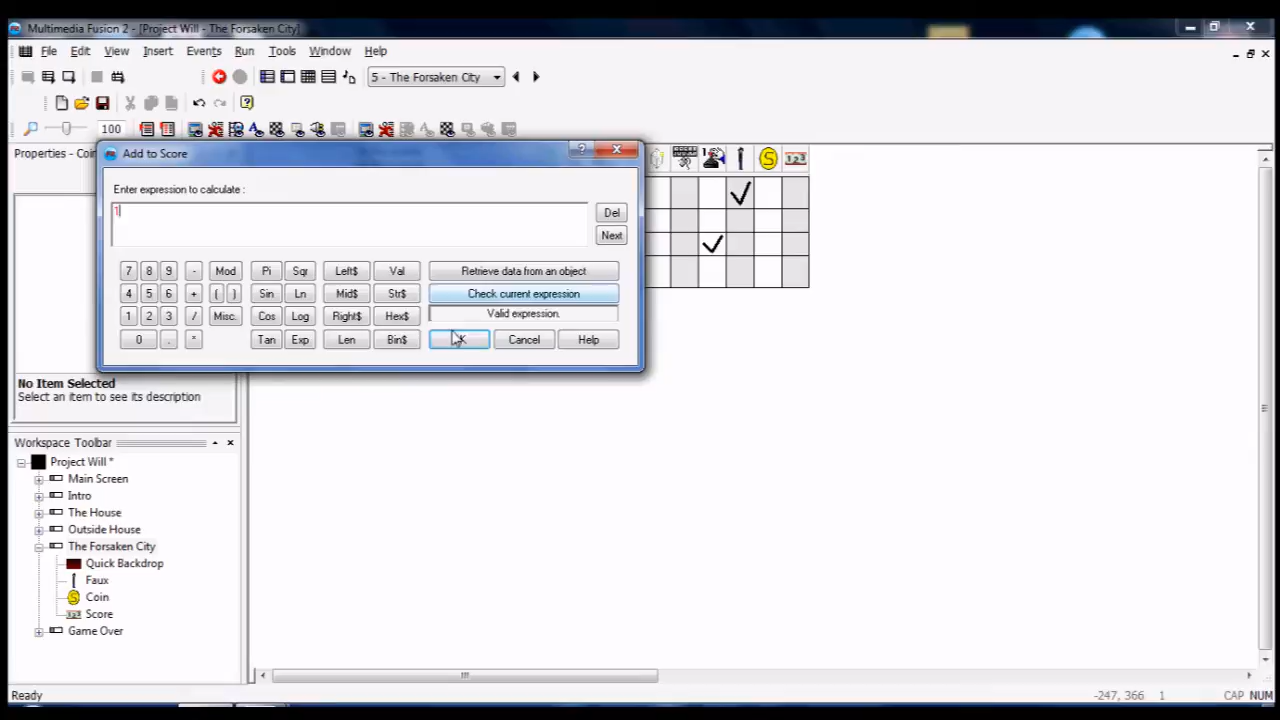 Multimedia Fusion 2 - [Project Will - The Forsaken City]
File Edit View Insert Events Run Tools Window Help
5 - The Forsaken City
100
Properties - Coin
Add to Score
Enter expression to calculate :
1
Del
Next
7 8 9 - Mod Pi Sqr Left$ Val Retrieve data from an object
4 5 6 + ( ) Sin Ln Mid$ Str$ Check current expression
1 2 3 / Misc. Cos Log Right$ Hex$ Valid expression.
0 . * Tan Exp Len Bin$ OK Cancel Help
No Item Selected
Select an item to see its description
Workspace Toolbar
Project Will *
Main Screen
Intro
The House
Outside House
The Forsaken City
Quick Backdrop
Faux
Coin
Score
Game Over
Ready
-247, 366 1 CAP NUM